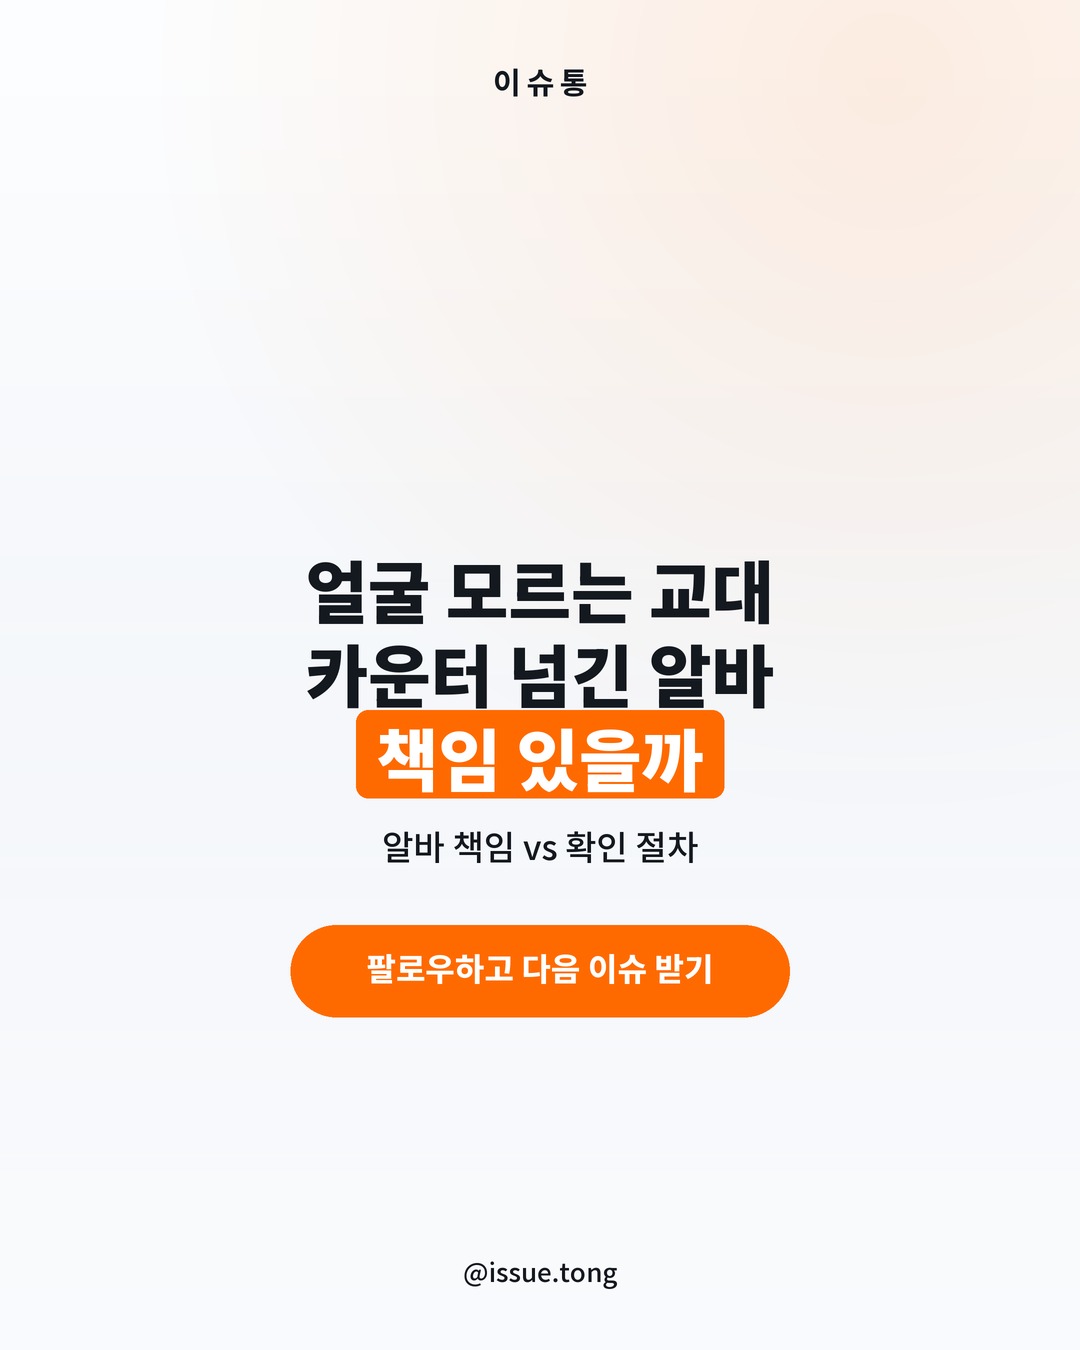 이슈통
얼굴 모르는 교대
카운터 넘긴 알바
책임 있을까
알바 책임 vs 확인 절차
팔로우하고 다음 이슈 받기
@issue.tong